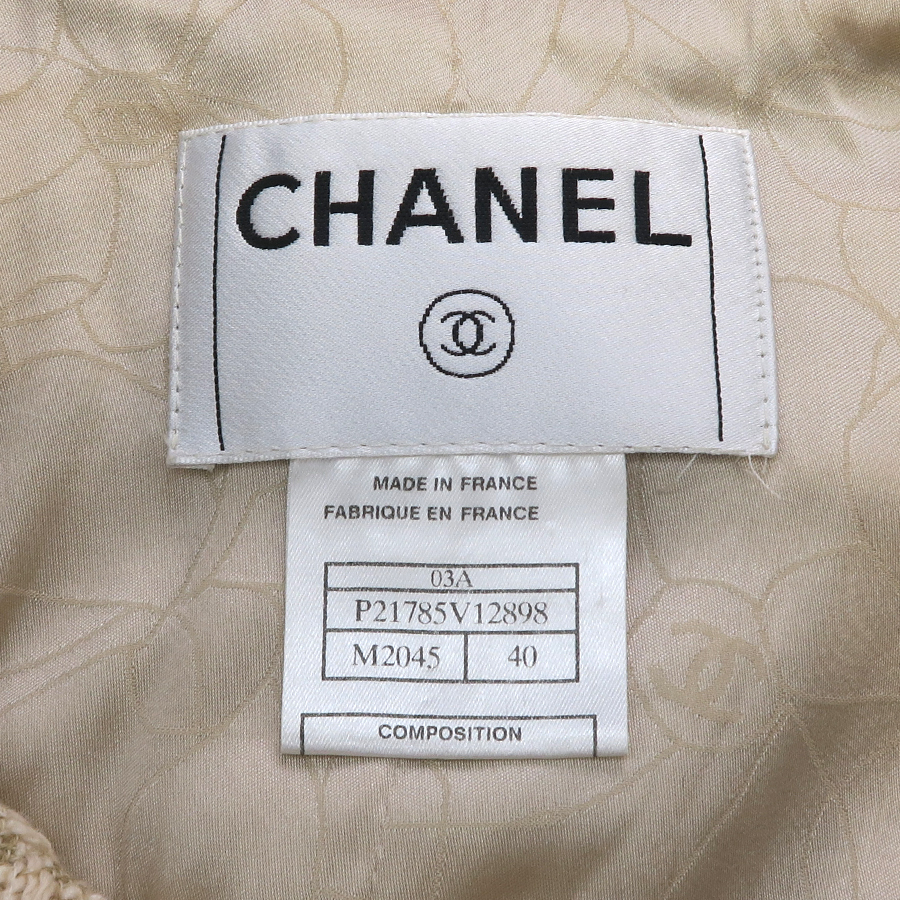 CHANEL
MADE IN FRANCE
FABRIQUE EN FRANCE
03A
P21785V12898
M2045 40
COMPOSITION